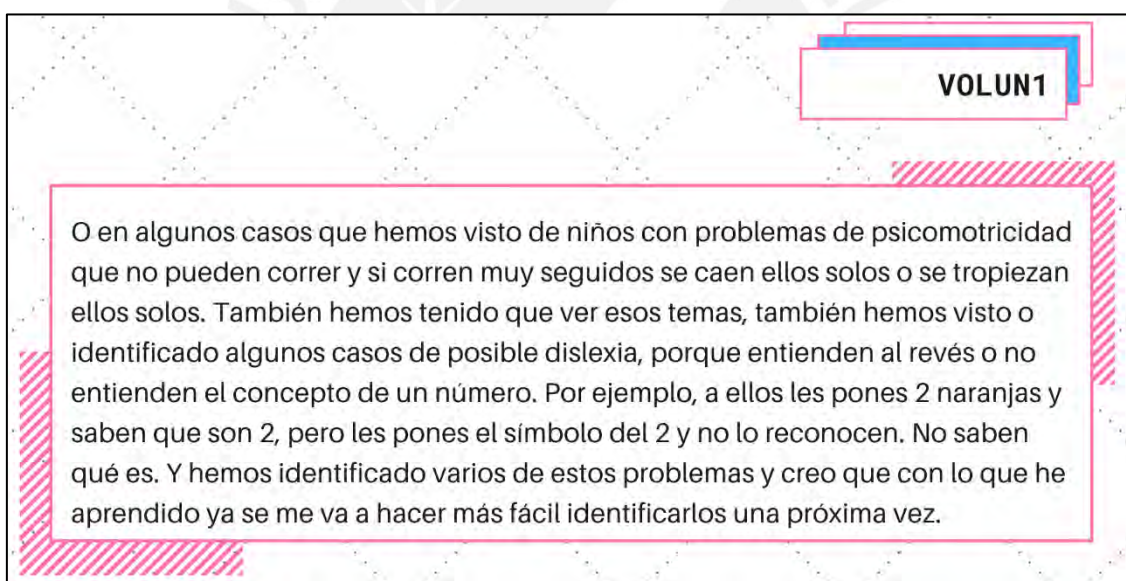 VOLUN1
O en algunos casos que hemos visto de niños con problemas de psicomotricidad
que no pueden correr y si corren muy seguidos se caen ellos solos o se tropiezan
ellos solos. También hemos tenido que ver esos temas, también hemos visto o
identificado algunos casos de posible dislexia, porque entienden al revés o no
entienden el concepto de un número. Por ejemplo, a ellos les pones 2 naranjas y
saben que son 2, pero les pones el símbolo del 2 y no lo reconocen. No saben
qué es. Y hemos identificado varios de estos problemas y creo que con lo que he
aprendido ya se me va a hacer más fácil identificarlos una próxima vez.